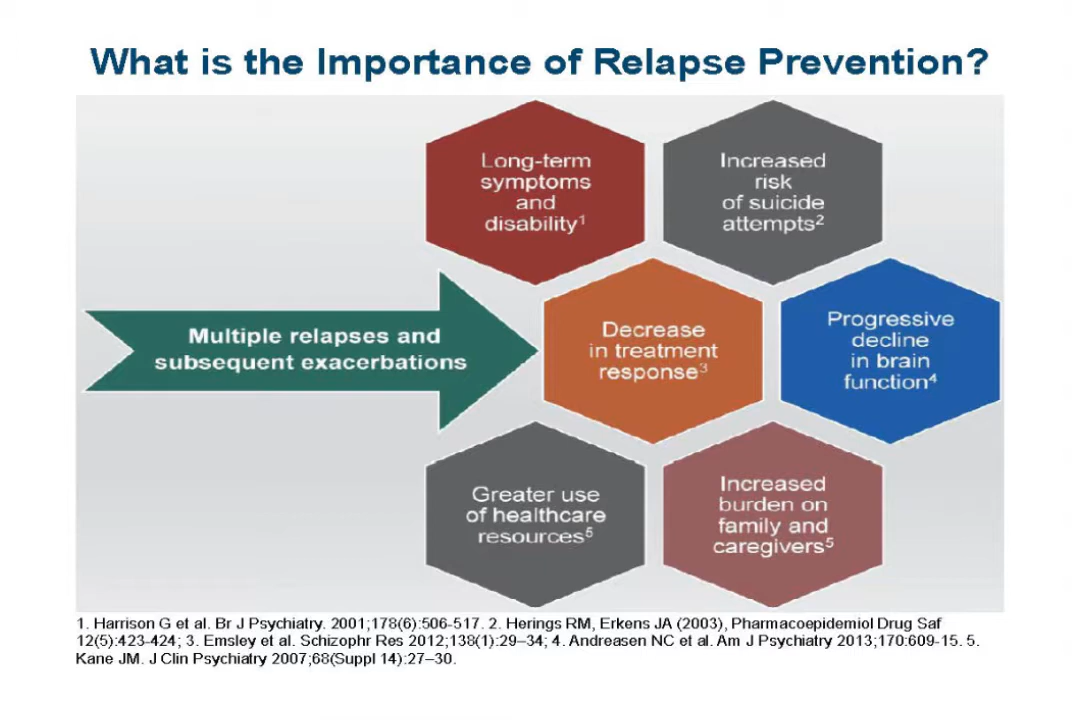 What is the Importance of Relapse Prevention?
Long-term
symptoms
and
disability¹
Increased
risk
of suicide
attempts²
Multiple relapses and
subsequent exacerbations
Decrease
in treatment
response³
Progressive
decline
in brain
function⁴
Greater use
of healthcare
resources⁵
Increased
burden on
family and
caregivers⁵
1. Harrison G et al. Br J Psychiatry. 2001;178(6):506-517. 2. Herings RM, Erkens JA (2003), Pharmacoepidemiol Drug Saf
12(5):423-424; 3. Emsley et al. Schizophr Res 2012;138(1):29–34; 4. Andreasen NC et al. Am J Psychiatry 2013;170:609-15. 5.
Kane JM. J Clin Psychiatry 2007;68(Suppl 14):27–30.